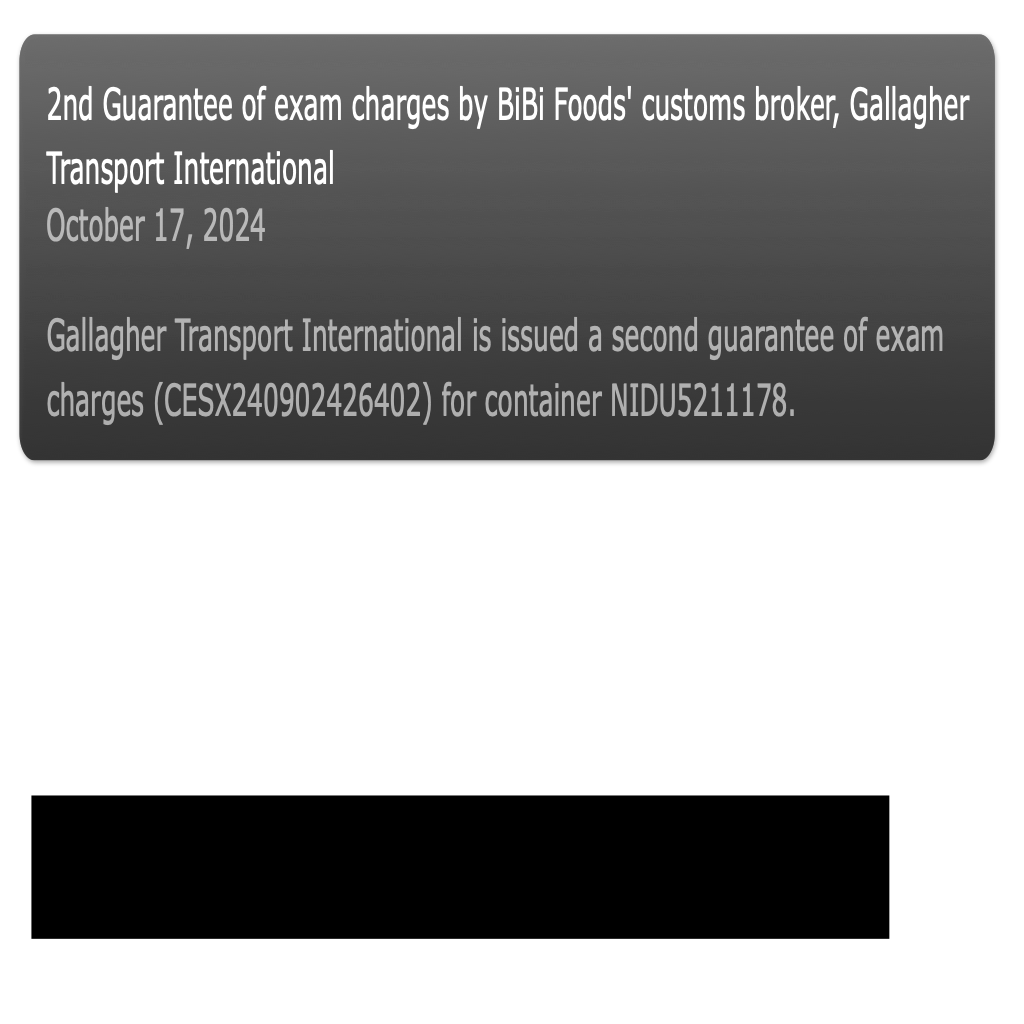 2nd Guarantee of exam charges by BiBi Foods' customs broker, Gallagher
Transport International
October 17, 2024
Gallagher Transport International is issued a second guarantee of exam
charges (CESX240902426402) for container NIDU5211178.